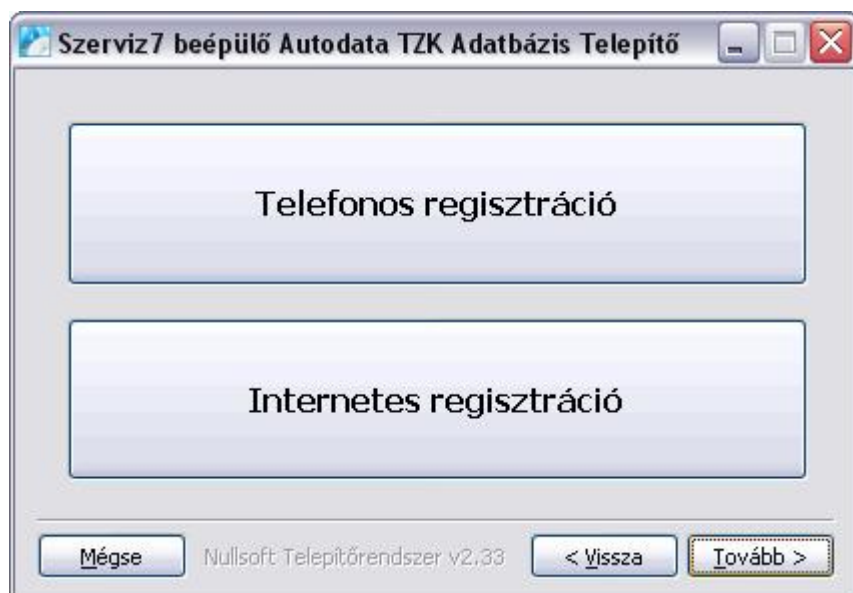 Szerviz7 beépülő Autodata TZK Adatbázis Telepítő
Telefonos regisztráció
Internetes regisztráció
Mégse
Nullsoft Telepítőrendszer v2.33
< Vissza
Tovább >